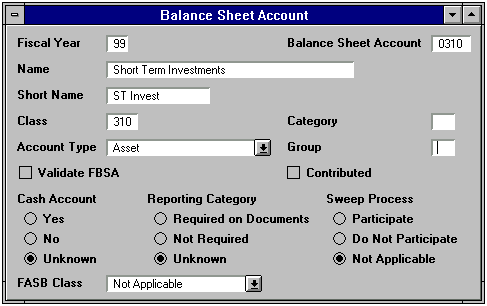 Balance Sheet Account
Fiscal Year 99 Balance Sheet Account 0310
Name Short Term Investments
Short Name ST Invest
Class 310 Category
Account Type Asset Group
Validate FBSA Contributed
Cash Account Reporting Category Sweep Process
Yes Required on Documents Participate
No Not Required Do Not Participate
Unknown Unknown Not Applicable
FASB Class Not Applicable